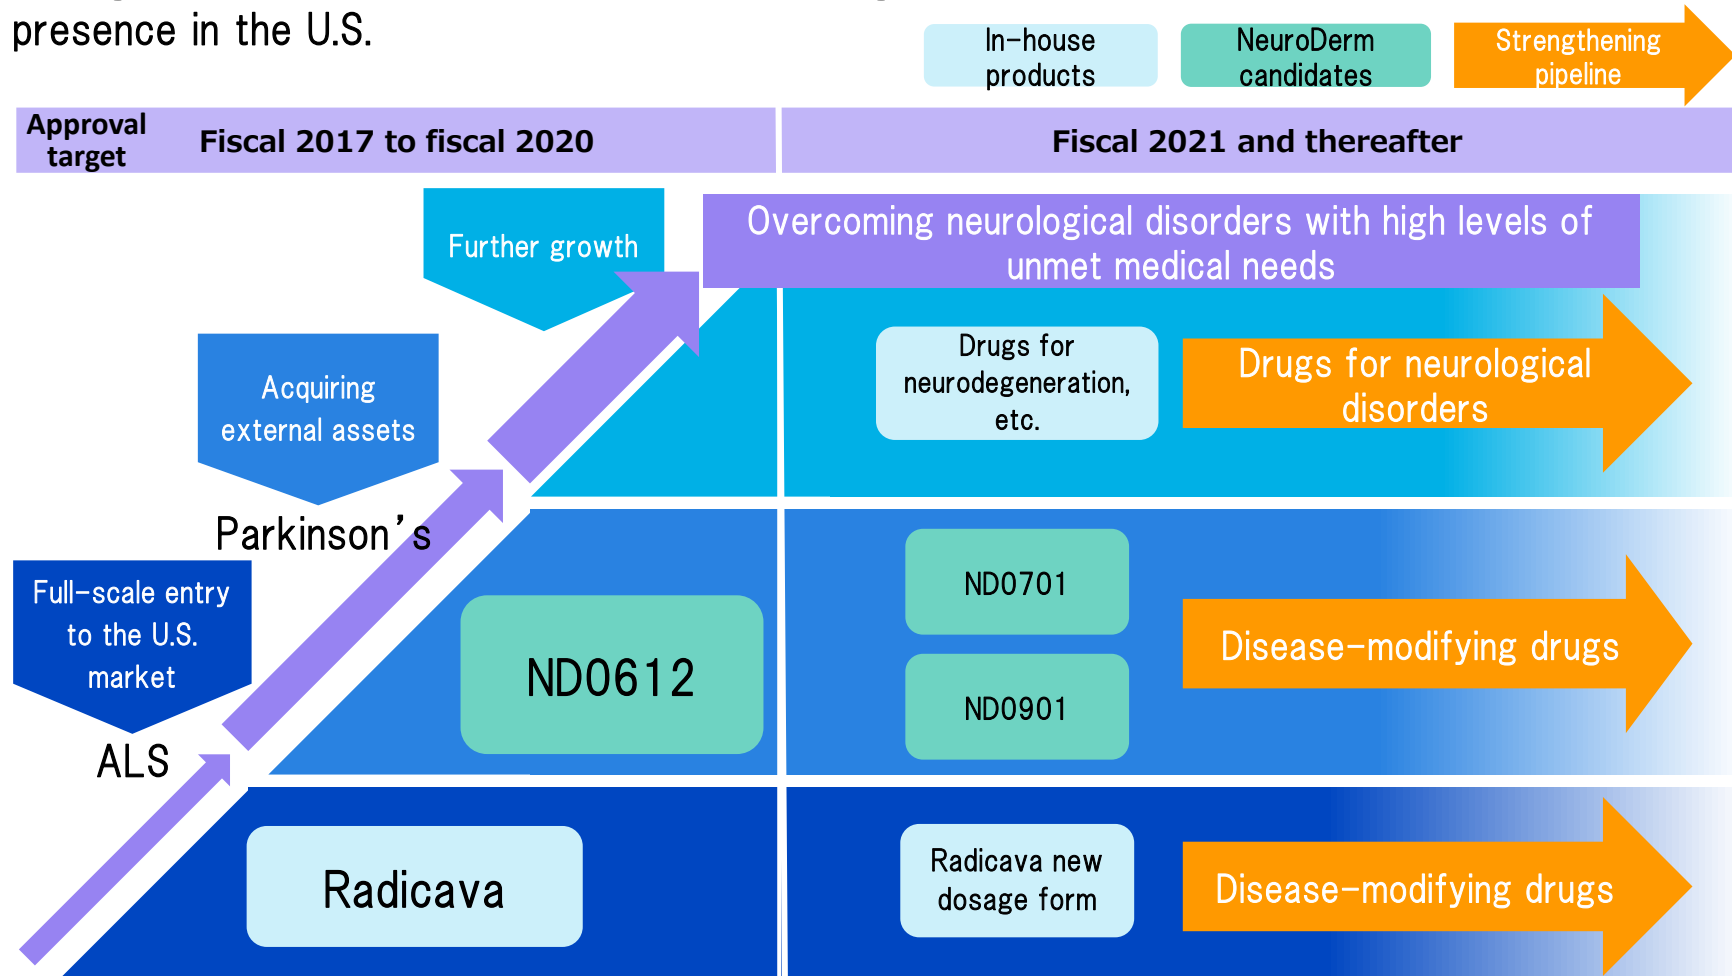 presence in the U.S.
In-house
products
NeuroDerm
candidates
Strengthening
pipeline
Approval
target
Fiscal 2017 to fiscal 2020
Fiscal 2021 and thereafter
Further growth
Overcoming neurological disorders with high levels of
unmet medical needs
Acquiring
external assets
Drugs for
neurodegeneration,
etc.
Drugs for neurological
disorders
Parkinson's
Full-scale entry
to the U.S.
market
ND0612
ND0701
ND0901
Disease-modifying drugs
ALS
Radicava
Radicava new
dosage form
Disease-modifying drugs